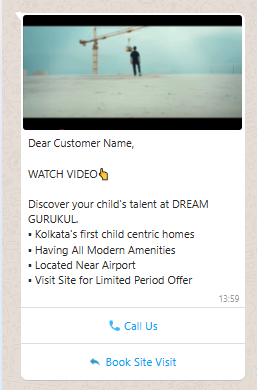 Dear Customer Name,
WATCH VIDEO👆
Discover your child's talent at DREAM
GURUKUL.
▪ Kolkata's first child centric homes
▪ Having All Modern Amenities
▪ Located Near Airport
▪ Visit Site for Limited Period Offer
13:59
Call Us
Book Site Visit